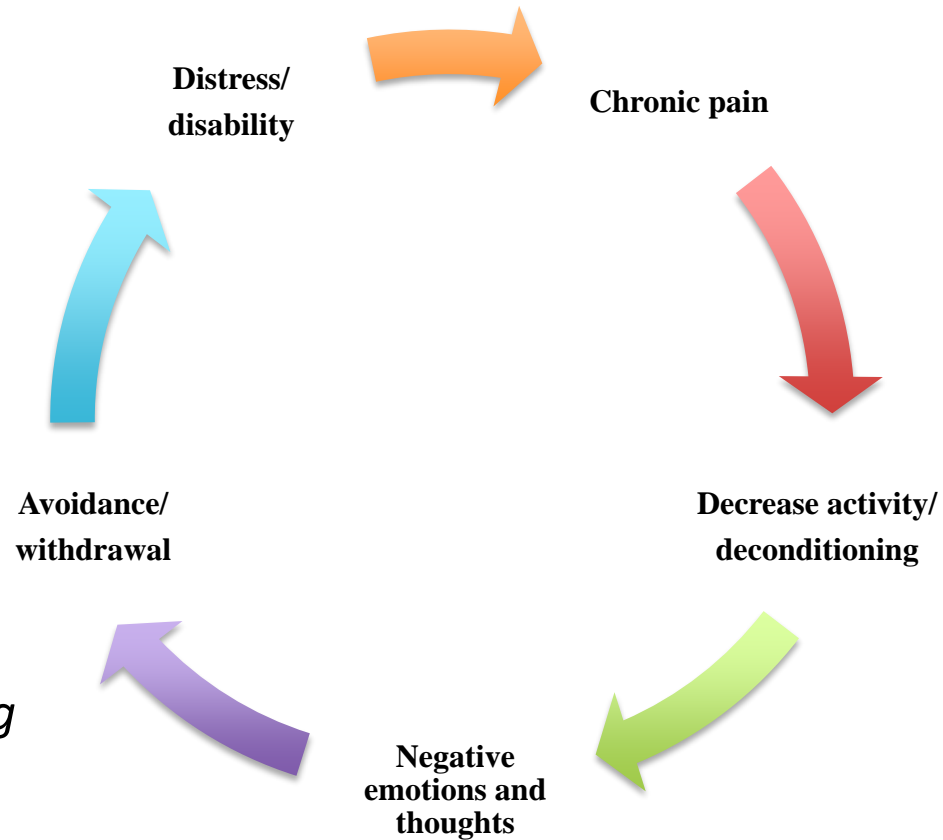 Distress/
disability
Chronic pain
Decrease activity/
deconditioning
Negative
emotions and
thoughts
Avoidance/
withdrawal
g